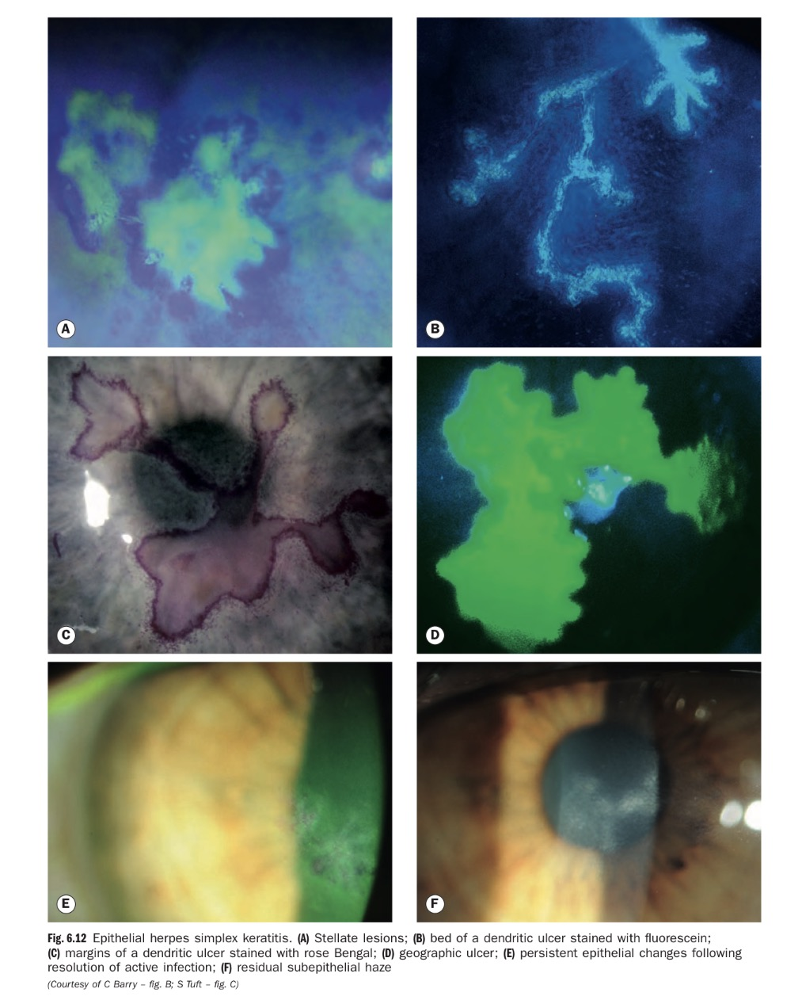 A
B
C
D
E
F
Fig. 6.12 Epithelial herpes simplex keratitis. (A) Stellate lesions; (B) bed of a dendritic ulcer stained with fluorescein;
(C) margins of a dendritic ulcer stained with rose Bengal; (D) geographic ulcer; (E) persistent epithelial changes following
resolution of active infection; (F) residual subepithelial haze
(Courtesy of C Barry – fig. B; S Tuft – fig. C)